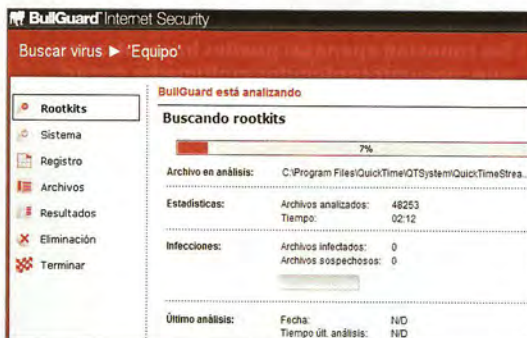 BullGuard Internet Security
Buscar virus ► 'Equipo'
Rootkits
Sistema
Registro
Archivos
Resultados
Eliminación
Terminar
BullGuard está analizando
Buscando rootkits
7%
Archivo en análisis: C:\Program Files\QuickTime\QTSystem\QuickTimeStrea...
Estadísticas: Archivos analizados: 48253
Tiempo: 02:12
Infecciones: Archivos infectados: 0
Archivos sospechosos: 0
Último análisis: Fecha: N/D
Tiempo últ. análisis: N/D